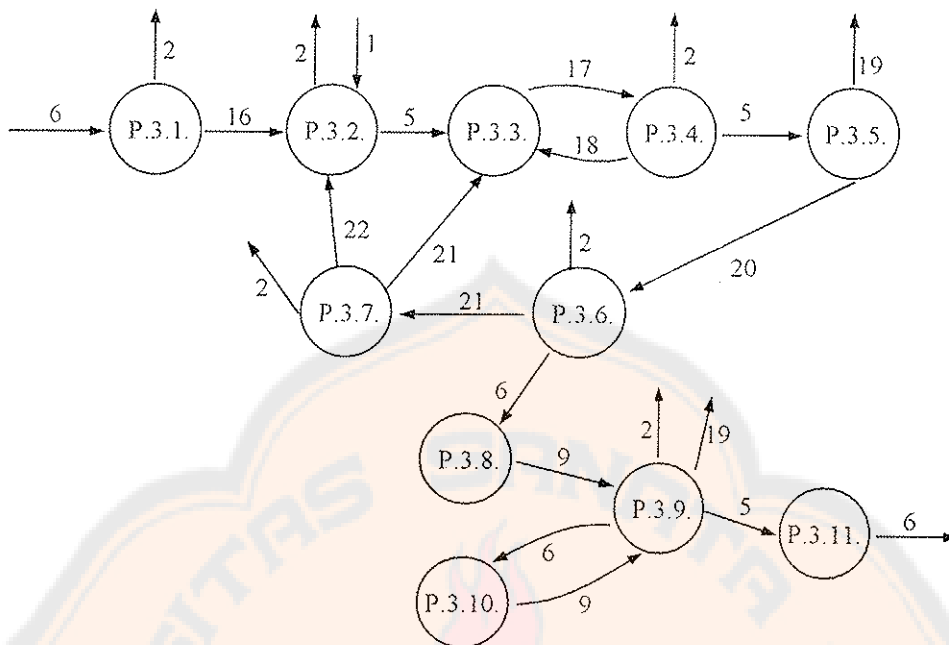 2 2 1 17 2 19
6 P.3.1. 16 P.3.2. 5 P.3.3. 18 P.3.4. 5 P.3.5.
22 21 2 20
2 P.3.7. 21 P.3.6.
6
2 19
P.3.8. 9
P.3.9. 5 P.3.11. 6
6
P.3.10. 9
SITAS SANATA